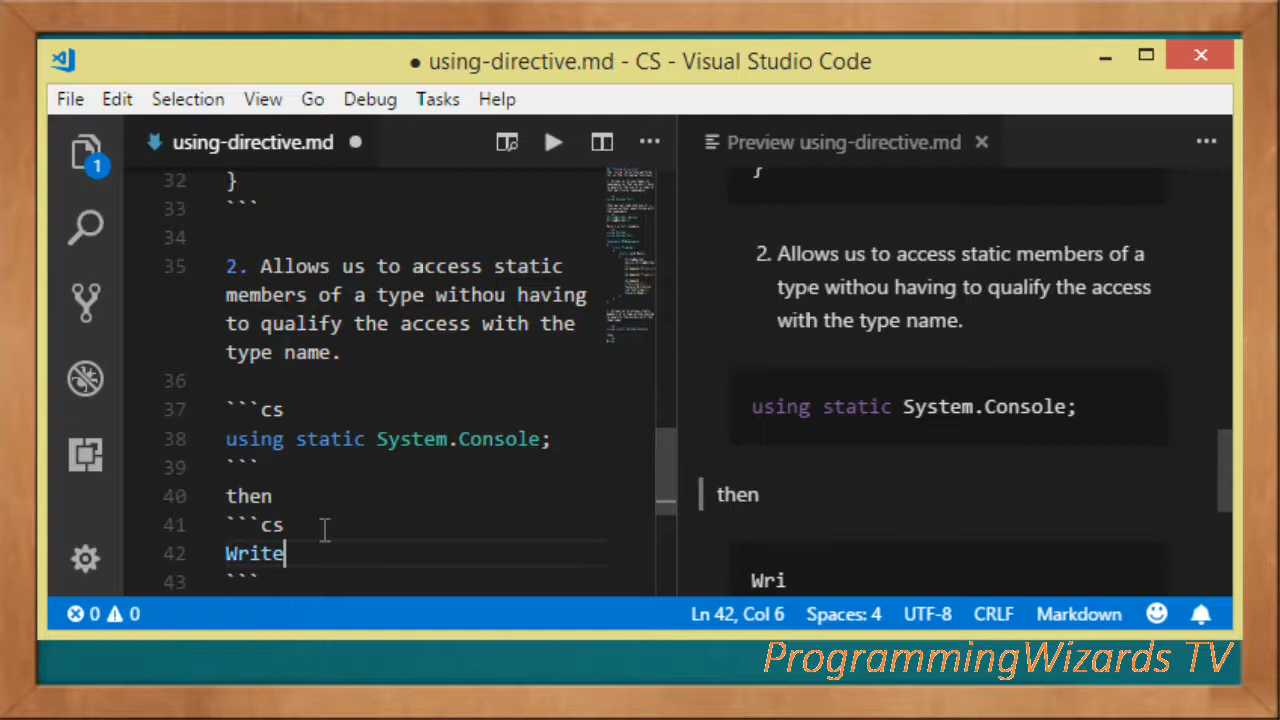 ● using-directive.md - CS - Visual Studio Code
File Edit Selection View Go Debug Tasks Help
using-directive.md ●
Preview using-directive.md
1
32 }
33 ```
34
35 2. Allows us to access static
members of a type withou having
to qualify the access with the
type name.
36
37 ```cs
38 using static System.Console;
39 ```
40 then
41 ```cs
42 Write
43 ```
}
2. Allows us to access static members of a
type withou having to qualify the access
with the type name.
using static System.Console;
then
Wri
0 0 Ln 42, Col 6 Spaces: 4 UTF-8 CRLF Markdown
ProgrammingWizards TV